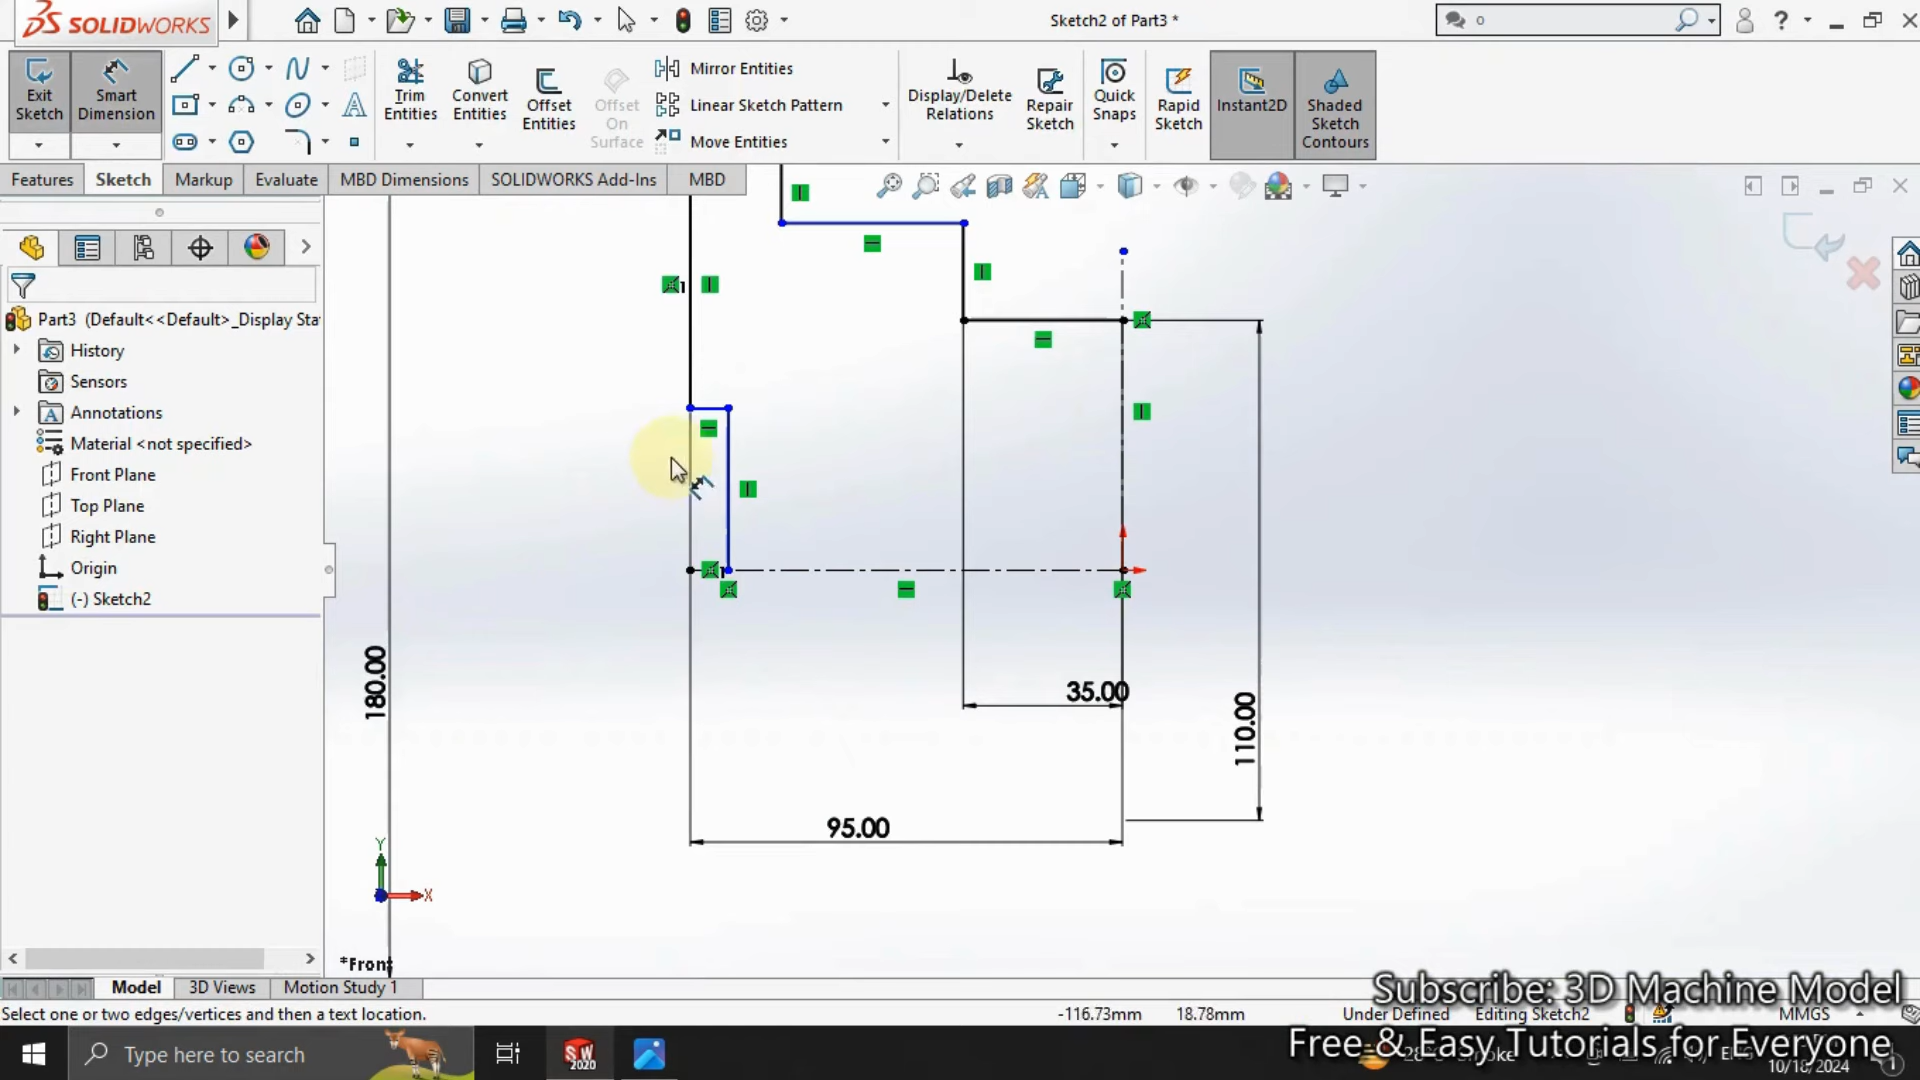 SOLIDWORKS
Sketch2 of Part3 *
o
Exit Sketch
Smart Dimension
Trim Entities
Convert Entities
Offset Entities
Offset On Surface
Mirror Entities
Linear Sketch Pattern
Move Entities
Display/Delete Relations
Repair Sketch
Quick Snaps
Rapid Sketch
Instant2D
Shaded Sketch Contours
Features
Sketch
Markup
Evaluate
MBD Dimensions
SOLIDWORKS Add-Ins
MBD
Part3 (Default<<Default>_Display Sta
History
Sensors
Annotations
Material <not specified>
Front Plane
Top Plane
Right Plane
Origin
(-) Sketch2
180.00
35.00
110.00
95.00
Y
X
*Front
Model
3D Views
Motion Study 1
Subscribe: 3D Machine Model
Select one or two edges/vertices and then a text location.
-116.73mm
18.78mm
Under Defined
Editing Sketch2
MMGS
Free & Easy Tutorials for Everyone
Type here to search
SW
2020
10/18/2024